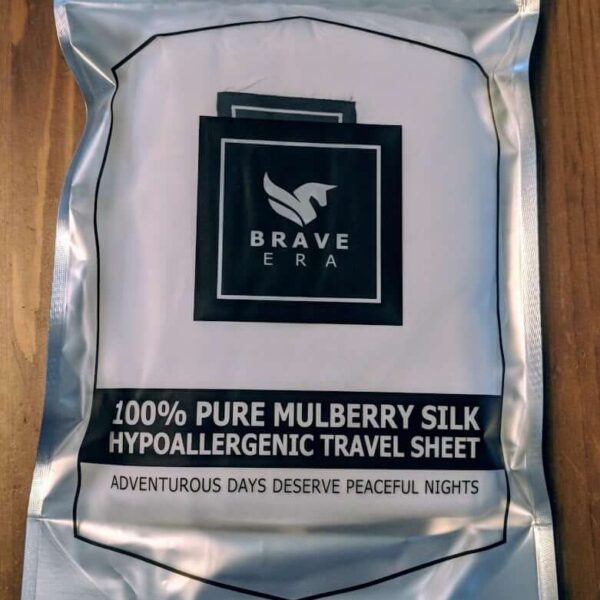 BRAVE
ERA
100% PURE MULBERRY SILK
HYPOALLERGENIC TRAVEL SHEET
ADVENTUROUS DAYS DESERVE PEACEFUL NIGHTS